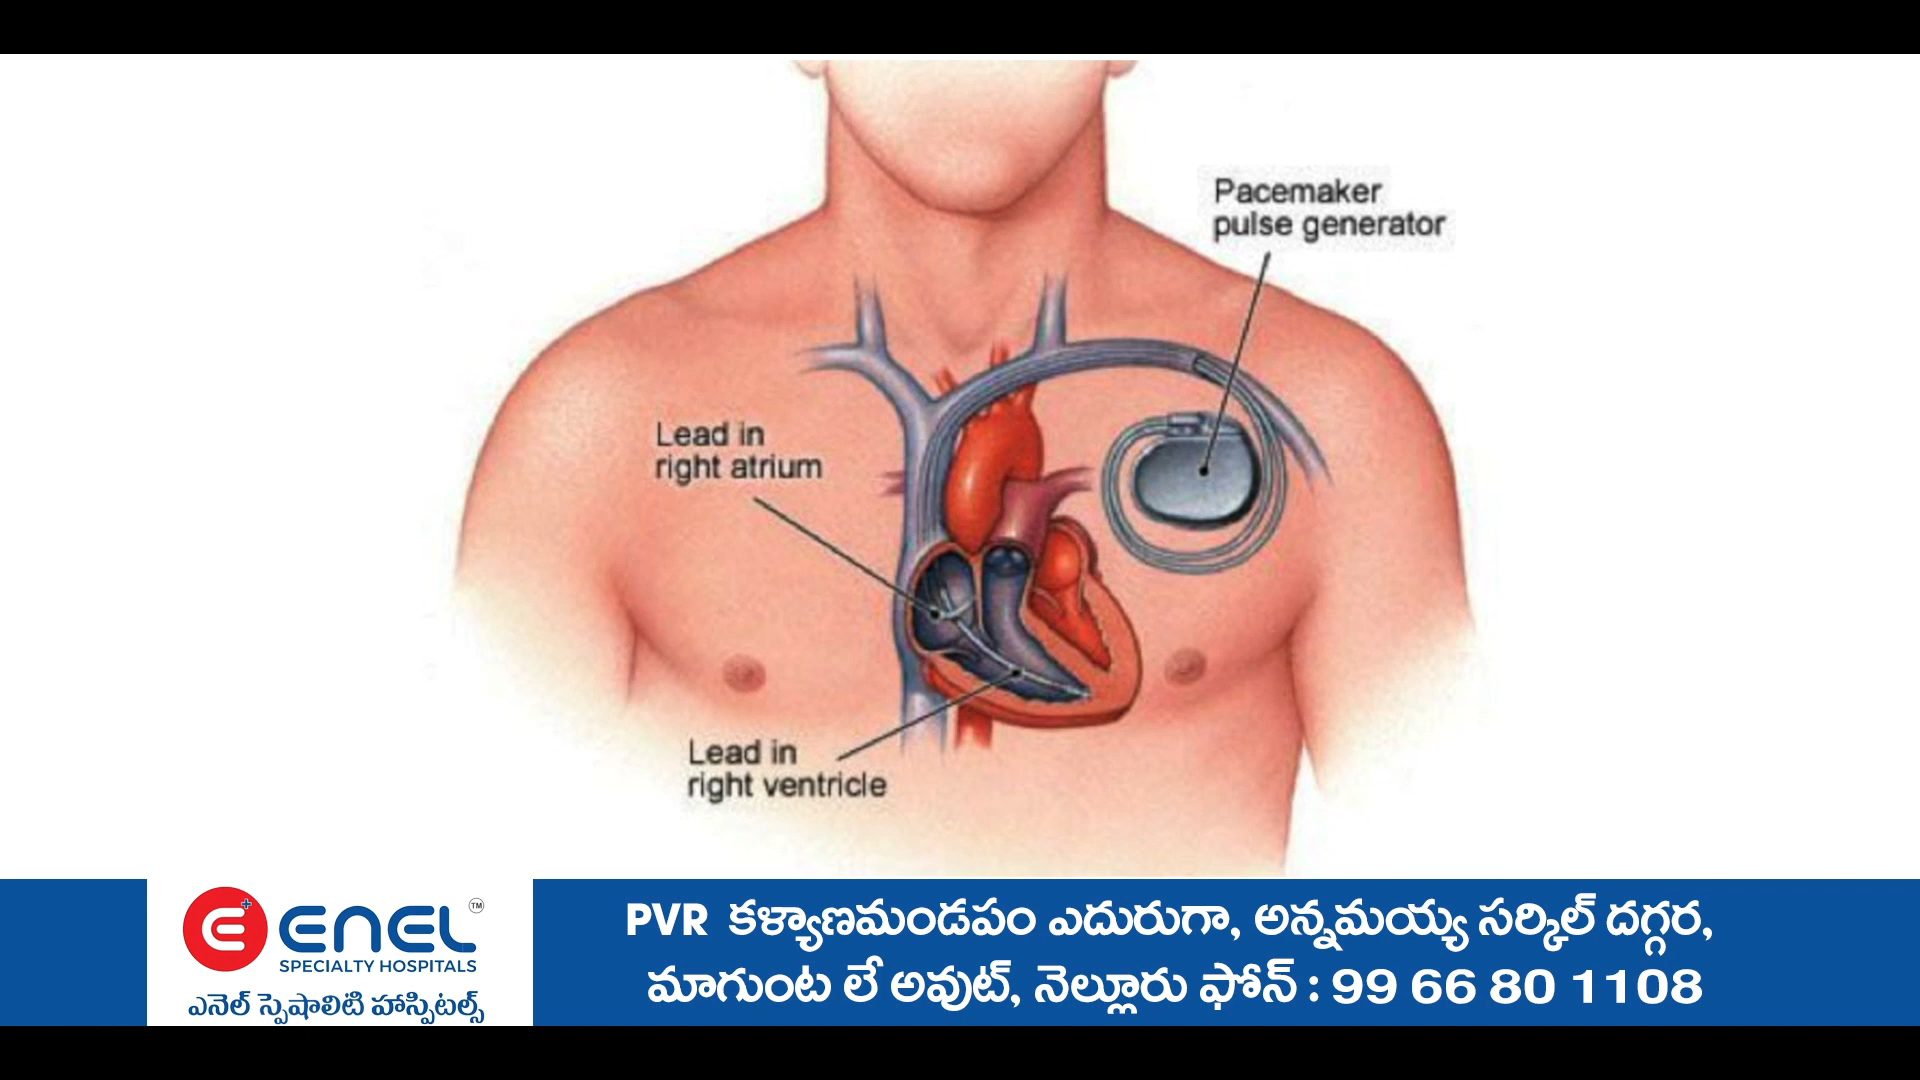 Pacemaker
pulse generator
Lead in
right atrium
Lead in
right ventricle
ENEL ™
SPECIALTY HOSPITALS
ఎనెల్ స్పెషాలిటి హాస్పిటల్స్
PVR కళ్యాణమండపం ఎదురుగా, అన్నమయ్య సర్కిల్ దగ్గర,
మాగుంట లే అవుట్, నెల్లూరు ఫోన్ : 99 66 80 1108